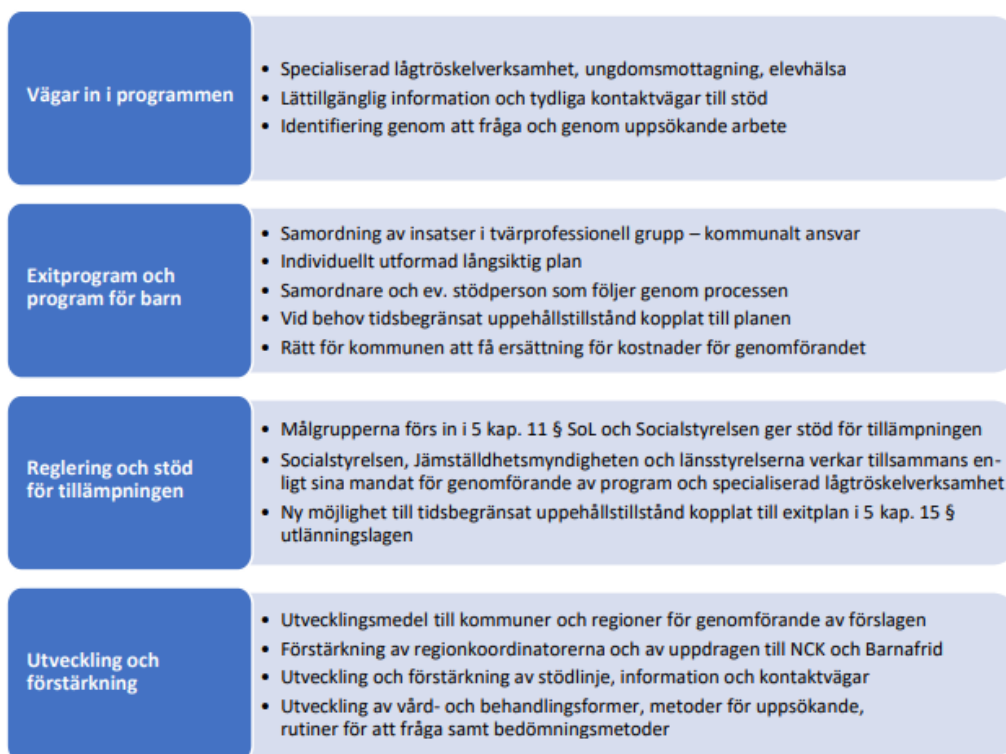 Vägar in i programmen
• Specialiserad lågtröskelverksamhet, ungdomsmottagning, elevhälsa
• Lättillgänglig information och tydliga kontaktvägar till stöd
• Identifiering genom att fråga och genom uppsökande arbete
Exitprogram och
program för barn
• Samordning av insatser i tvärprofessionell grupp – kommunalt ansvar
• Individuellt utformad långsiktig plan
• Samordnare och ev. stödperson som följer genom processen
• Vid behov tidsbegränsat uppehållstillstånd kopplat till planen
• Rätt för kommunen att få ersättning för kostnader för genomförandet
Reglering och stöd
för tillämpningen
• Målgrupperna förs in i 5 kap. 11 § SoL och Socialstyrelsen ger stöd för tillämpningen
• Socialstyrelsen, Jämställdhetsmyndigheten och länsstyrelserna verkar tillsammans en-
ligt sina mandat för genomförande av program och specialiserad lågtröskelverksamhet
• Ny möjlighet till tidsbegränsat uppehållstillstånd kopplat till exitplan i 5 kap. 15 §
utlänningslagen
Utveckling och
förstärkning
• Utvecklingsmedel till kommuner och regioner för genomförande av förslagen
• Förstärkning av regionkoordinatorerna och av uppdragen till NCK och Barnafrid
• Utveckling och förstärkning av stödlinje, information och kontaktvägar
• Utveckling av vård- och behandlingsformer, metoder för uppsökande,
rutiner för att fråga samt bedömningsmetoder